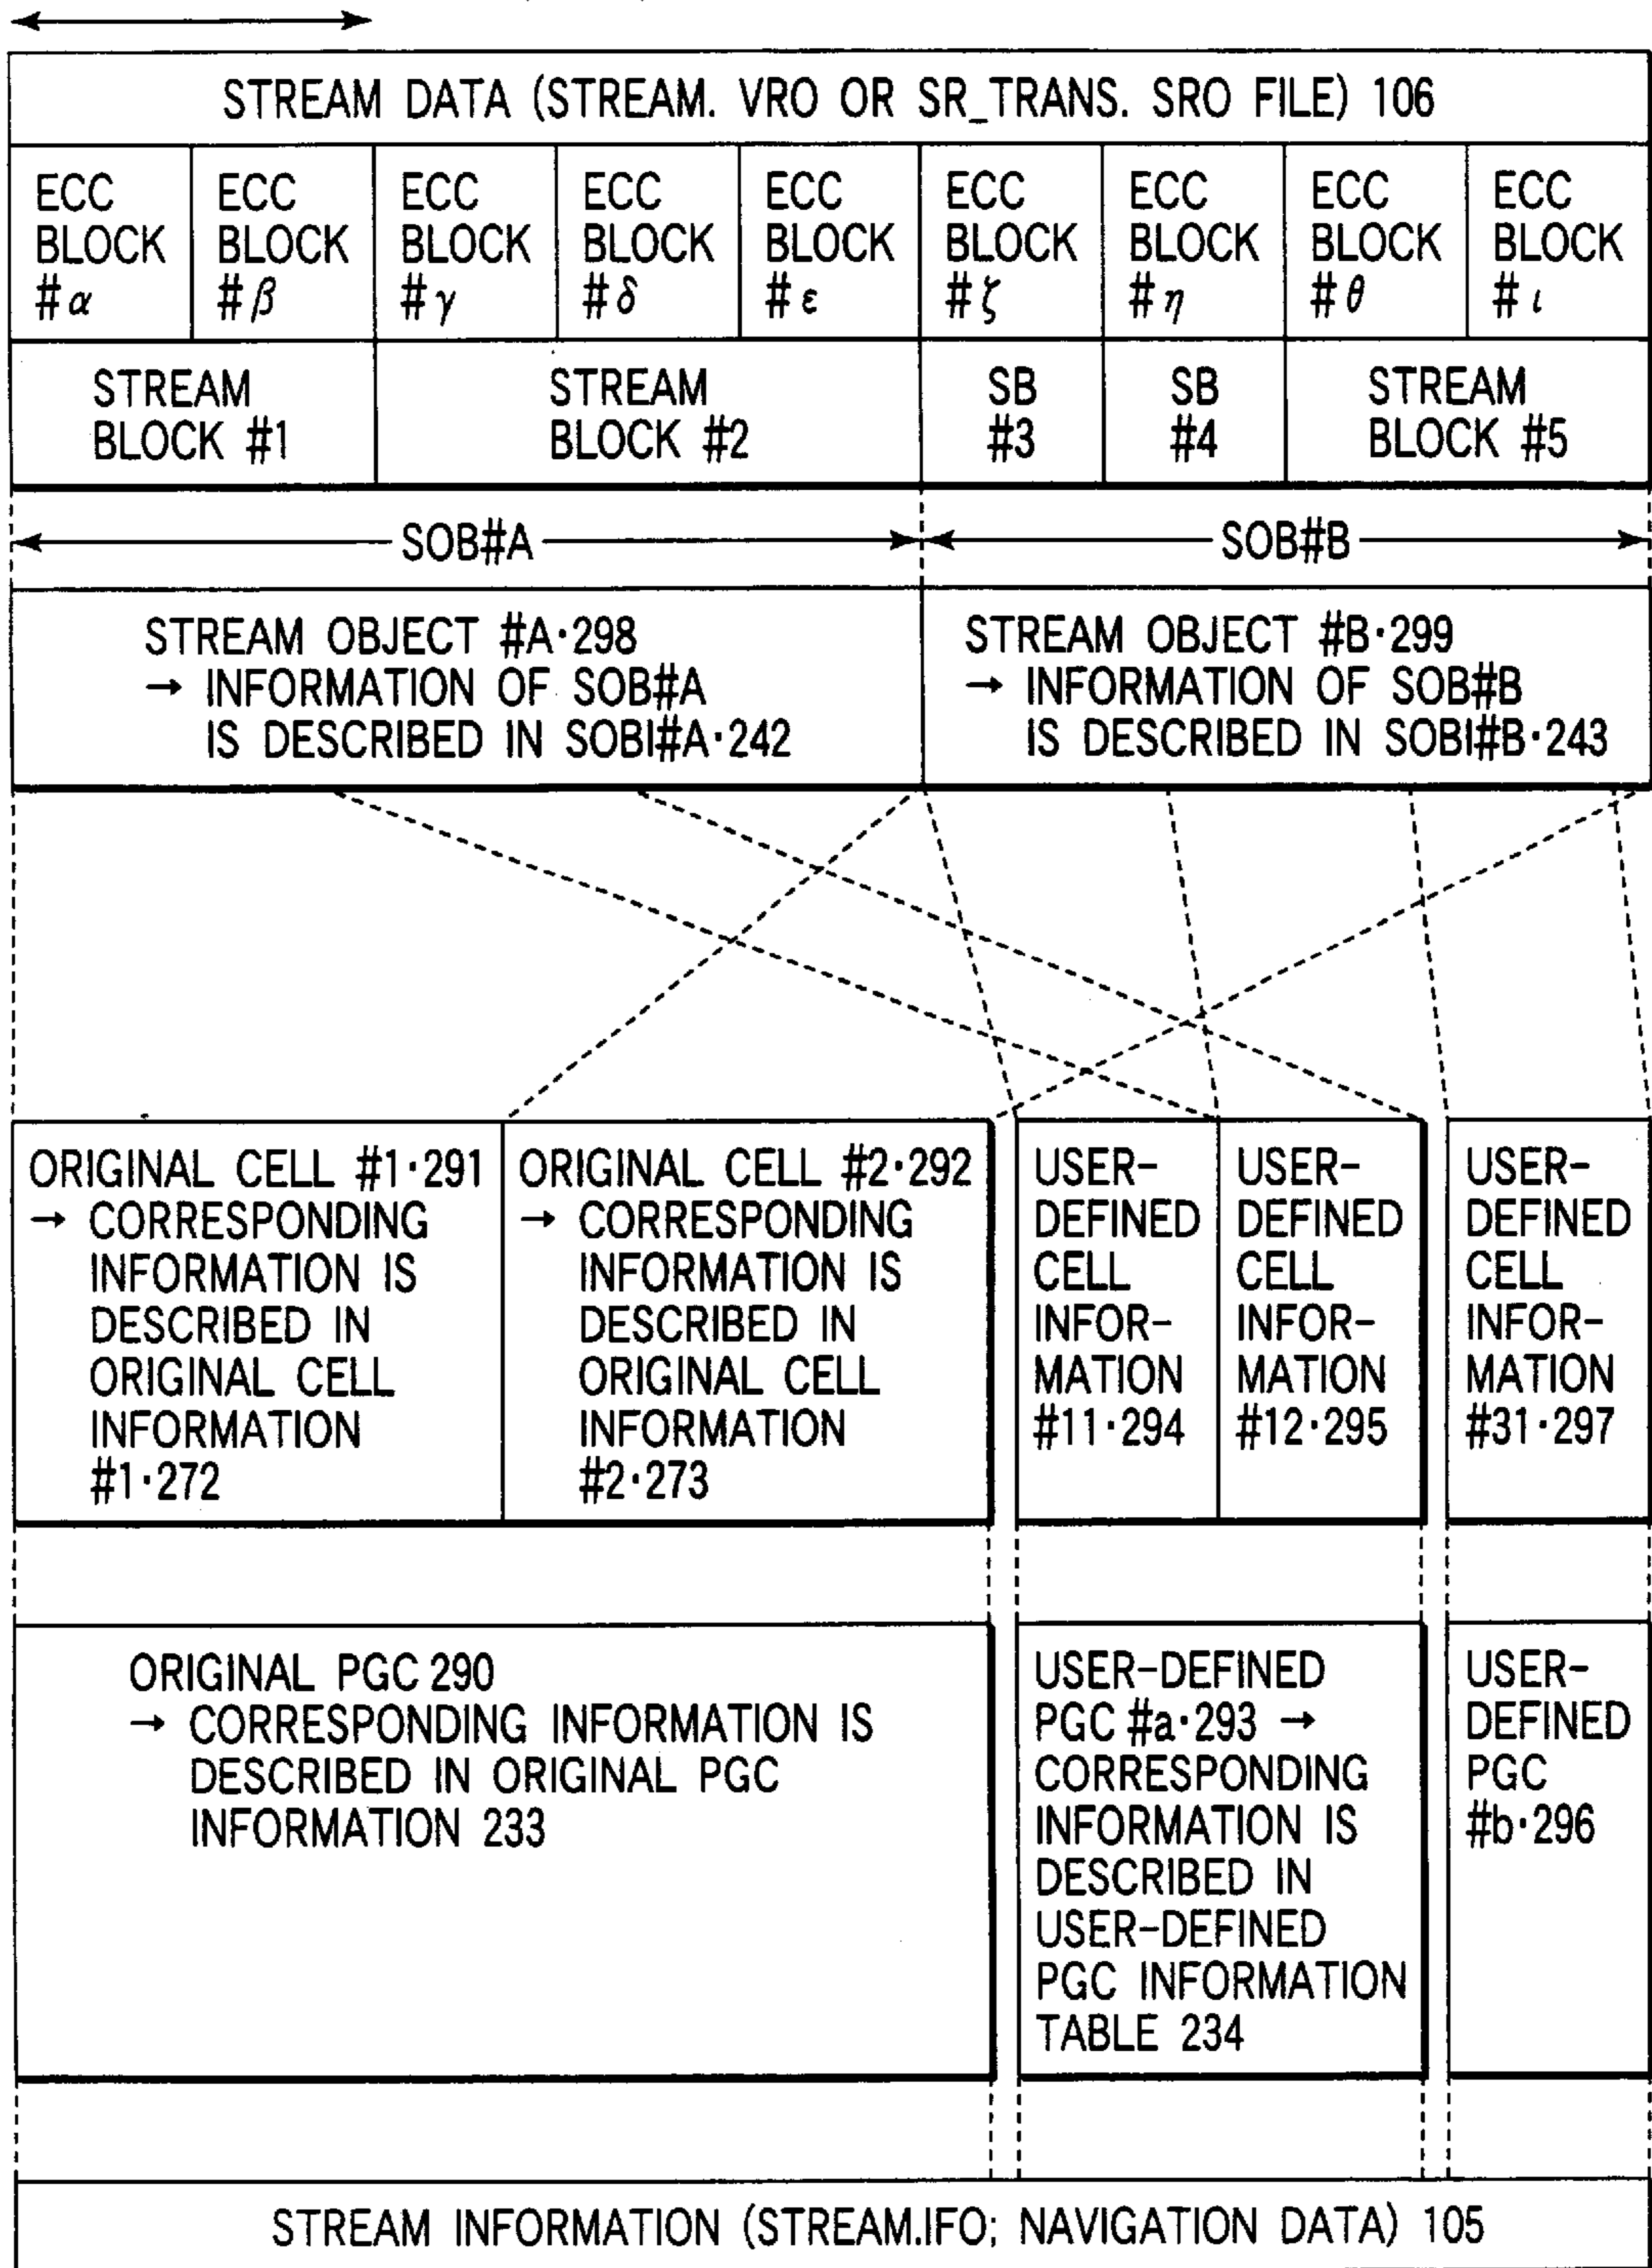 STREAM DATA (STREAM. VRO OR SR_TRANS. SRO FILE) 106
ECC BLOCK #α
ECC BLOCK #β
ECC BLOCK #γ
ECC BLOCK #δ
ECC BLOCK #ε
ECC BLOCK #ζ
ECC BLOCK #η
ECC BLOCK #θ
ECC BLOCK #ι
STREAM
BLOCK #1
STREAM
BLOCK #2
SB
#3
SB
#4
STREAM
BLOCK #5
SOB#A
SOB#B
STREAM OBJECT #A·298
→ INFORMATION OF SOB#A
IS DESCRIBED IN SOBI#A·242
STREAM OBJECT #B·299
→ INFORMATION OF SOB#B
IS DESCRIBED IN SOBI#B·243
ORIGINAL CELL #1·291
→ CORRESPONDING
INFORMATION IS
DESCRIBED IN
ORIGINAL CELL
INFORMATION
#1·272
ORIGINAL CELL #2·292
→ CORRESPONDING
INFORMATION IS
DESCRIBED IN
ORIGINAL CELL
INFORMATION
#2·273
USER-
DEFINED
CELL
INFOR-
MATION
#11·294
USER-
DEFINED
CELL
INFOR-
MATION
#12·295
USER-
DEFINED
CELL
INFOR-
MATION
#31·297
ORIGINAL PGC 290
→ CORRESPONDING INFORMATION IS
DESCRIBED IN ORIGINAL PGC
INFORMATION 233
USER-DEFINED
PGC #a·293 →
CORRESPONDING
INFORMATION IS
DESCRIBED IN
USER-DEFINED
PGC INFORMATION
TABLE 234
USER-
DEFINED
PGC
#b·296
STREAM INFORMATION (STREAM.IFO; NAVIGATION DATA) 105